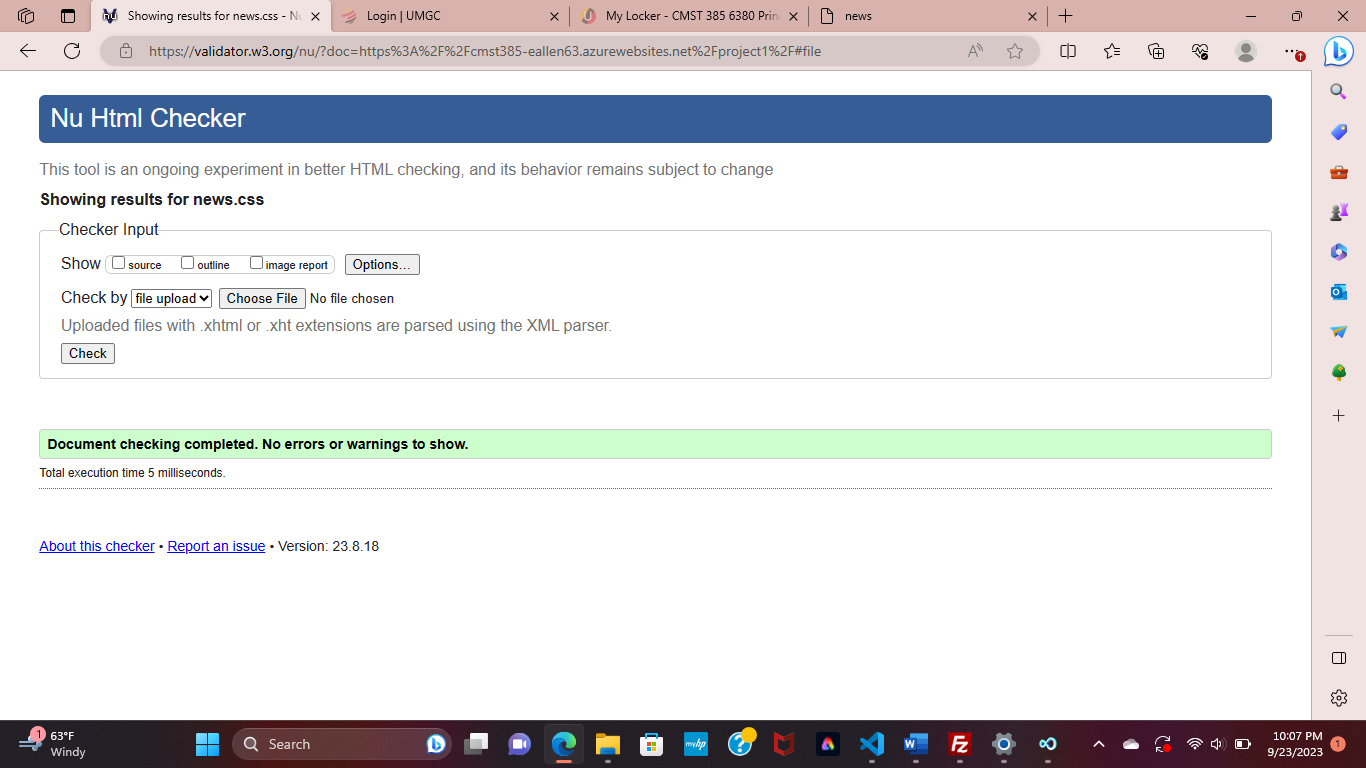 Showing results for news.css - Nu
Login | UMGC
My Locker - CMST 385 6380 Prin
news
https://validator.w3.org/nu/?doc=https%3A%2F%2Fcmst385-eallen63.azurewebsites.net%2Fproject1%2F#file
Nu Html Checker
This tool is an ongoing experiment in better HTML checking, and its behavior remains subject to change
Showing results for news.css
Checker Input
Show source outline image report Options...
Check by file upload Choose File No file chosen
Uploaded files with .xhtml or .xht extensions are parsed using the XML parser.
Check
Document checking completed. No errors or warnings to show.
Total execution time 5 milliseconds.
About this checker • Report an issue • Version: 23.8.18
1
63°F
Windy
Search
myhp
Fz
10:07 PM
9/23/2023
1